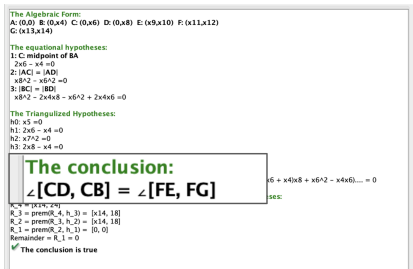 The Algebraic Form:
A: (0,0) B: (0,x4) C: (0,x6) D: (0,x8) E: (x9,x10) F: (x11,x12)
G: (x13,x14)
The equational hypotheses:
1: C: midpoint of BA
2x6 - x4 =0
2: |AC| = |AD|
x8^2 - x6^2 =0
3: |BC| = |BD|
x8^2 - 2x4x8 - x6^2 + 2x4x6 =0
The Triangulized Hypotheses:
h0: x5 =0
h1: 2x6 - x4 =0
h2: x7^2 =0
h3: 2x8 - x4 =0
The conclusion:
∠[CD, CB] = ∠[FE, FG]
x6 + x4)x8 + x6^2 - x4x6).... = 0
ses:
R_4 = [x14, 24]
R_3 = prem(R_4, h_3) = [x14, 18]
R_2 = prem(R_3, h_2) = [x14, 18]
R_1 = prem(R_2, h_1) = [0, 0]
Remainder = R_1 = 0
The conclusion is true